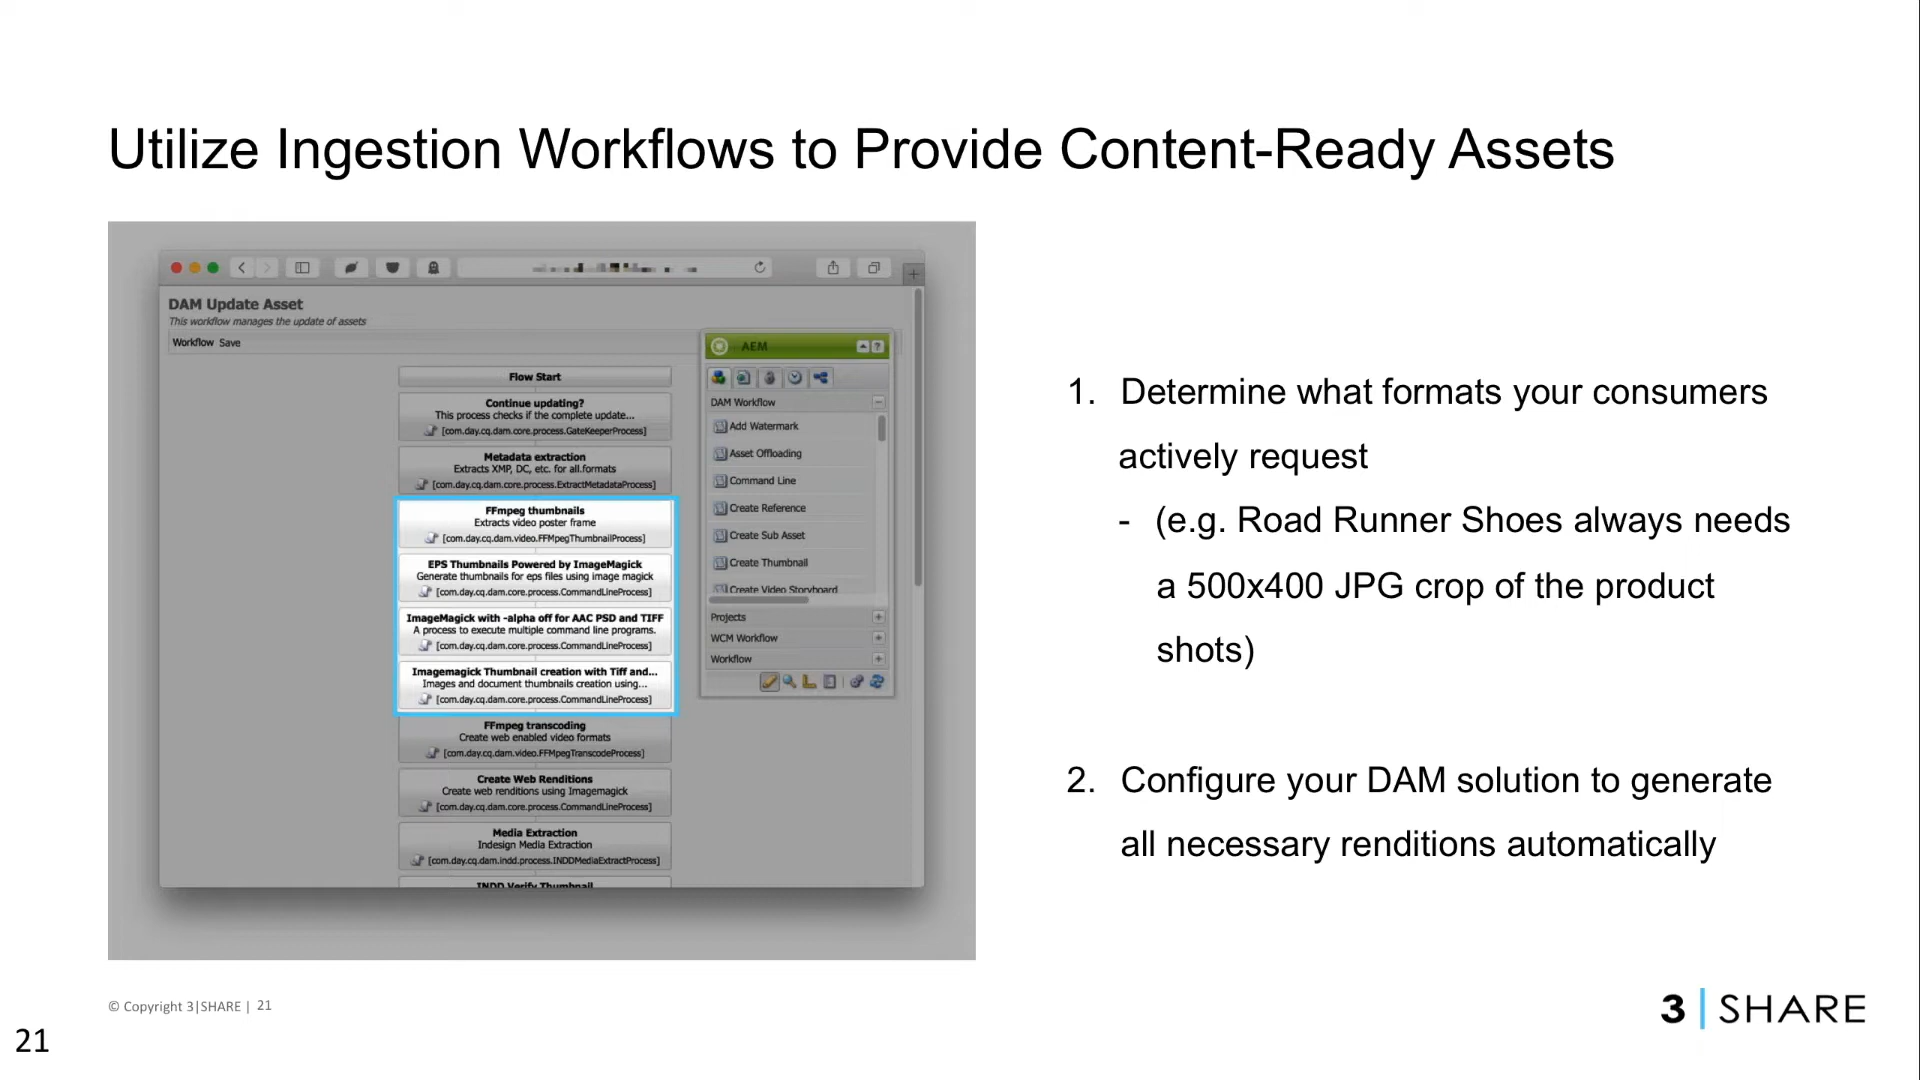 Utilize Ingestion Workflows to Provide Content-Ready Assets
DAM Update Asset
This workflow manages the update of assets
Workflow Save
Flow Start
Continue updating?
This process checks if the complete update...
[com.day.cq.dam.core.process.GateKeeperProcess]
Metadata extraction
Extracts XMP, DC, etc. for all.formats
[com.day.cq.dam.core.process.ExtractMetadataProcess]
FFmpeg thumbnails
Extracts video poster frame
[com.day.cq.dam.video.FFMpegThumbnailProcess]
EPS Thumbnails Powered by ImageMagick
Generate thumbnails for eps files using image magick
[com.day.cq.dam.core.process.CommandLineProcess]
ImageMagick with -alpha off for AAC PSD and TIFF
A process to execute multiple command line programs.
[com.day.cq.dam.core.process.CommandLineProcess]
Imagemagick Thumbnail creation with Tiff and...
Images and document thumbnails creation using...
[com.day.cq.dam.core.process.CommandLineProcess]
FFmpeg transcoding
Create web enabled video formats
[com.day.cq.dam.video.FFMpegTranscodeProcess]
Create Web Renditions
Create web renditions using Imagemagick
[com.day.cq.dam.core.process.CommandLineProcess]
Media Extraction
Indesign Media Extraction
[com.day.cq.dam.indd.process.INDDMediaExtractProcess]
INDD Verify Thumbnail
AEM
DAM Workflow
Add Watermark
Asset Offloading
Command Line
Create Reference
Create Sub Asset
Create Thumbnail
Create Video Storyboard
Projects
WCM Workflow
Workflow
1. Determine what formats your consumers
actively request
- (e.g. Road Runner Shoes always needs
a 500x400 JPG crop of the product
shots)
2. Configure your DAM solution to generate
all necessary renditions automatically
© Copyright 3|SHARE | 21
3 | SHARE
21